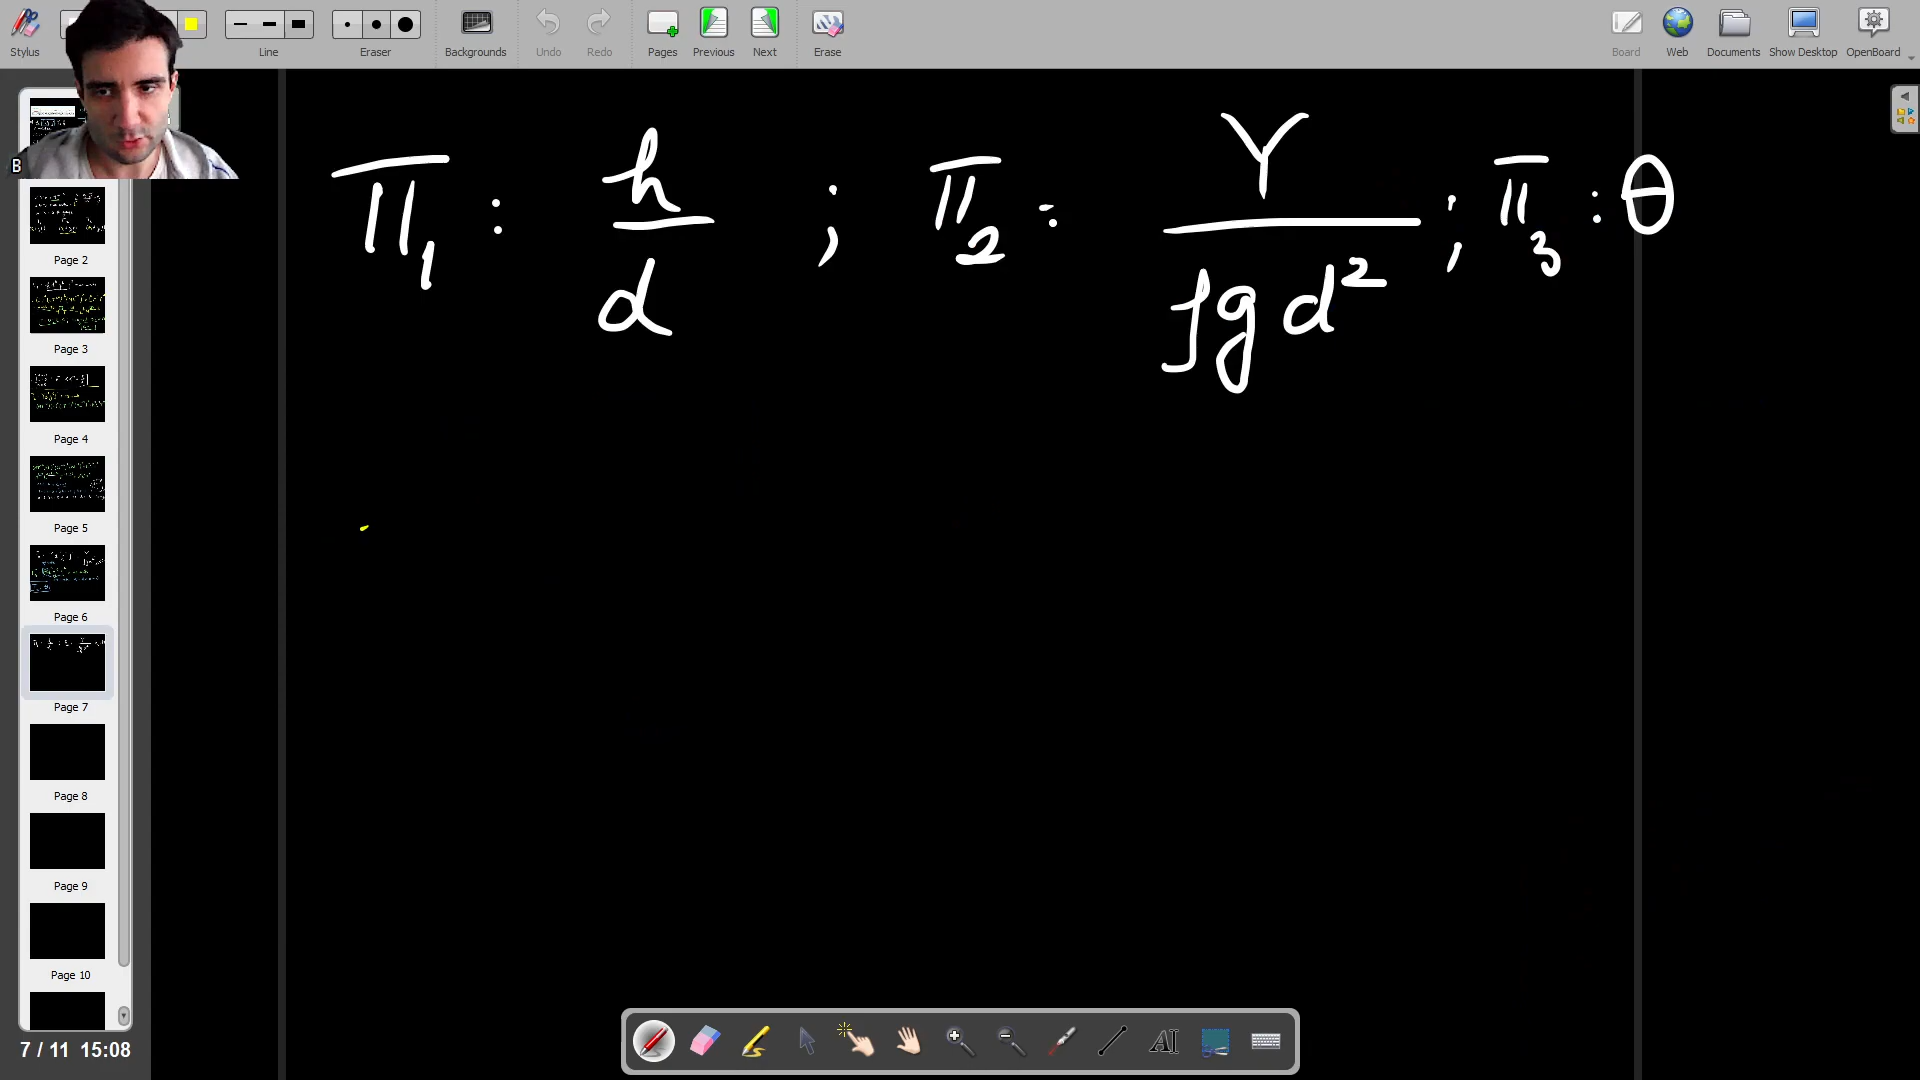 Stylus
Line
Eraser
Backgrounds
Undo
Redo
Pages
Previous
Next
Erase
Board
Web
Documents
Show Desktop
OpenBoard
B
Page 2
Page 3
Page 4
Page 5
Page 6
Page 7
Page 8
Page 9
Page 10
7 / 11 15:08
Π₁ : h/d ; Π₂ : Y/ρgd² ; Π₃ : θ
AI